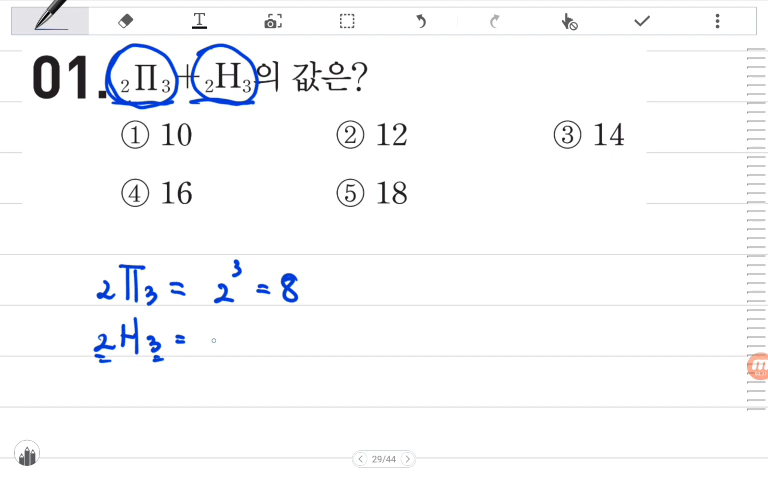 01. ₂Π₃+₂H₃의 값은?
① 10 ② 12 ③ 14
④ 16 ⑤ 18
₂Π₃ = 2³ = 8
₂H₃ =
29/44